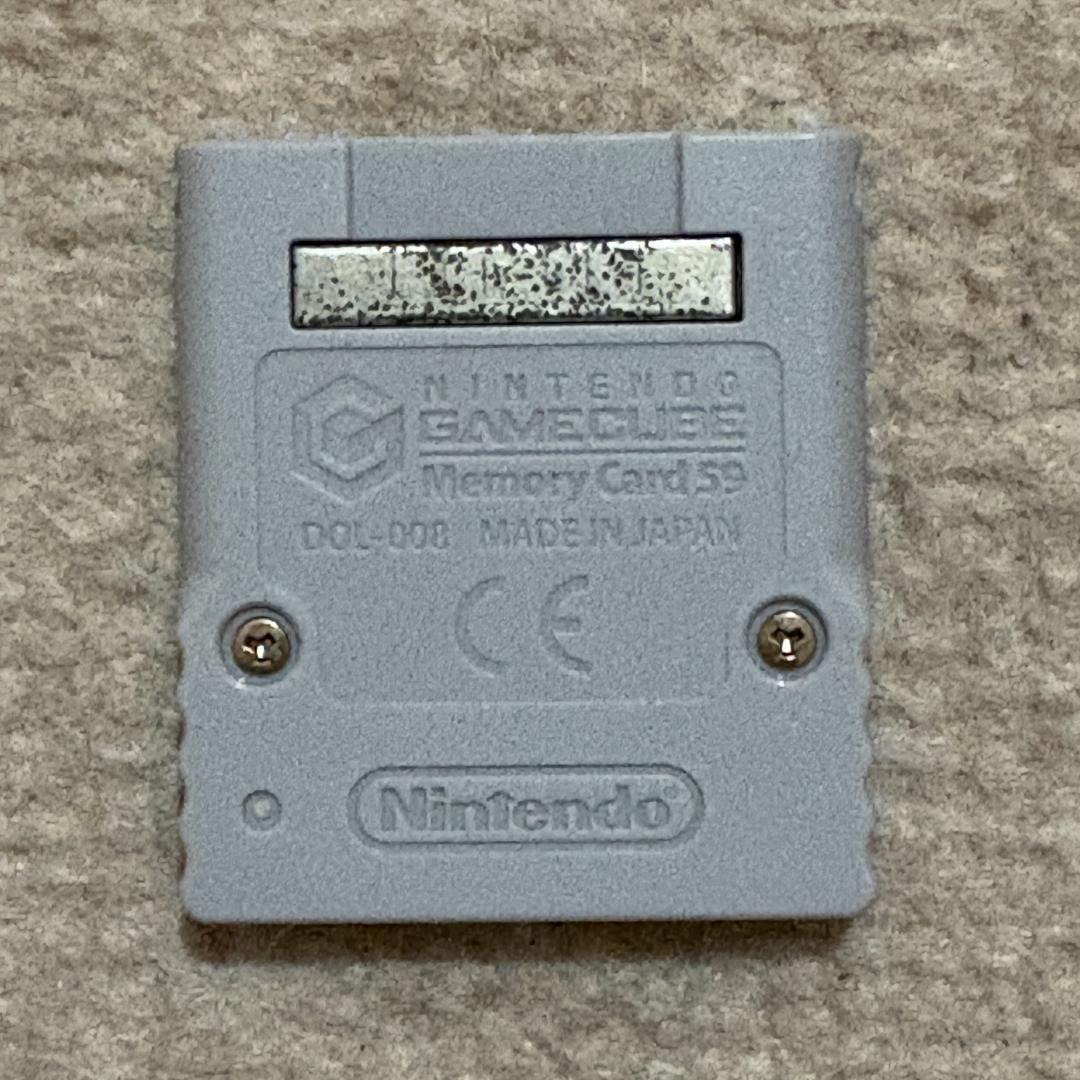 NINTENDO
GAMECUBE
Memory Card 59
DOL-008 MADE IN JAPAN
CE
Nintendo